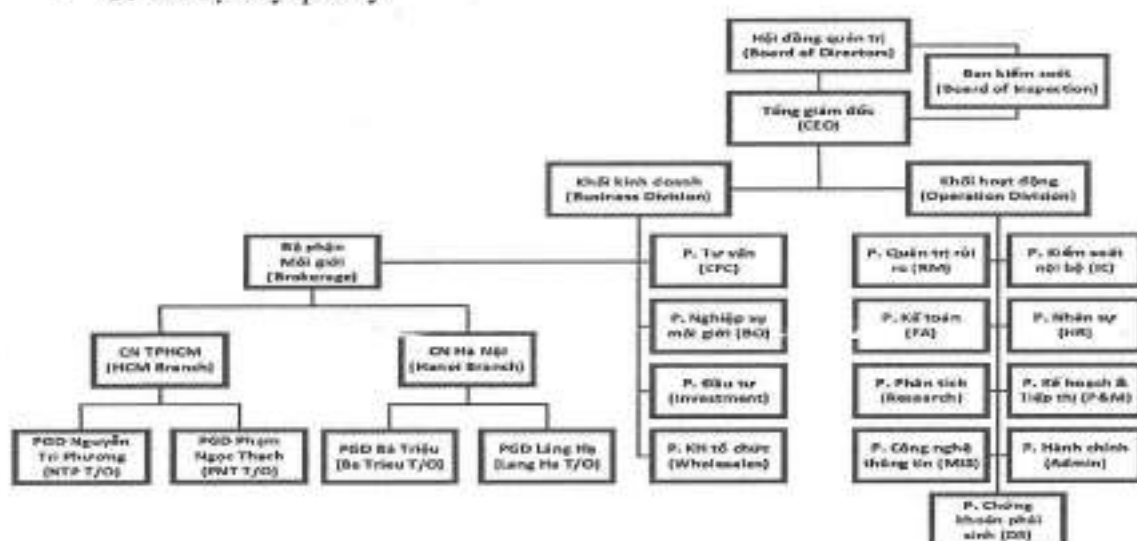 Hội đồng quản trị
(Board of Directors)
Ban kiểm soát
(Board of Inspection)
Tổng giám đốc
(CEO)
Khối kinh doanh
(Business Division)
Khối hoạt động
(Operation Division)
Bộ phận
Môi giới
(Brokerage)
P. Tư vấn
(CFC)
P. Quản trị rủi
ro (RM)
P. Kiểm soát
nội bộ (IC)
P. Nghiệp vụ
môi giới (BO)
P. Kế toán
(FA)
P. Nhân sự
(HR)
CN TPHCM
(HCM Branch)
CN Hà Nội
(Hanoi Branch)
P. Đầu tư
(Investment)
P. Phân tích
(Research)
P. Kế hoạch &
Tiếp thị (P&M)
PGD Nguyễn
Tri Phương
(NTP T/O)
PGD Phạm
Ngọc Thạch
(PNT T/O)
PGD Bà Triệu
(Ba Trieu T/O)
PGD Láng Hạ
(Lang Ha T/O)
P. KH tổ chức
(Wholesales)
P. Công nghệ
thông tin (MIS)
P. Hành chính
(Admin)
P. Chứng
khoán phái
sinh (DS)